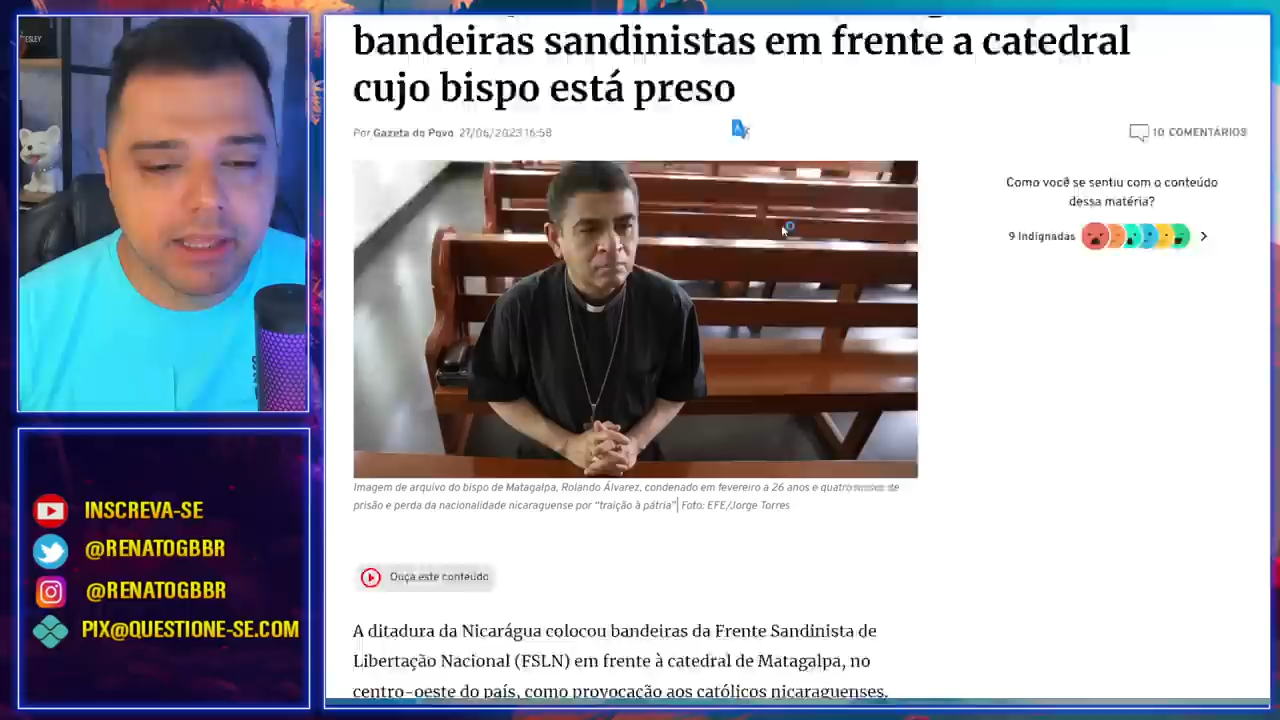 ESLEY
bandeiras sandinistas em frente a catedral
cujo bispo está preso
Por Gazeta do Povo 27/06/2023 16:58
10 COMENTÁRIOS
Como você se sentiu com o conteúdo
dessa matéria?
9 Indignadas
Imagem de arquivo do bispo de Matagalpa, Rolando Álvarez, condenado em fevereiro a 26 anos e quatro meses de
prisão e perda da nacionalidade nicaraguense por “traição à pátria”| Foto: EFE/Jorge Torres
Ouça este conteúdo
A ditadura da Nicarágua colocou bandeiras da Frente Sandinista de
Libertação Nacional (FSLN) em frente à catedral de Matagalpa, no
centro-oeste do país, como provocação aos católicos nicaraguenses.
INSCREVA-SE
@RENATOGBBR
@RENATOGBBR
PIX@QUESTIONE-SE.COM